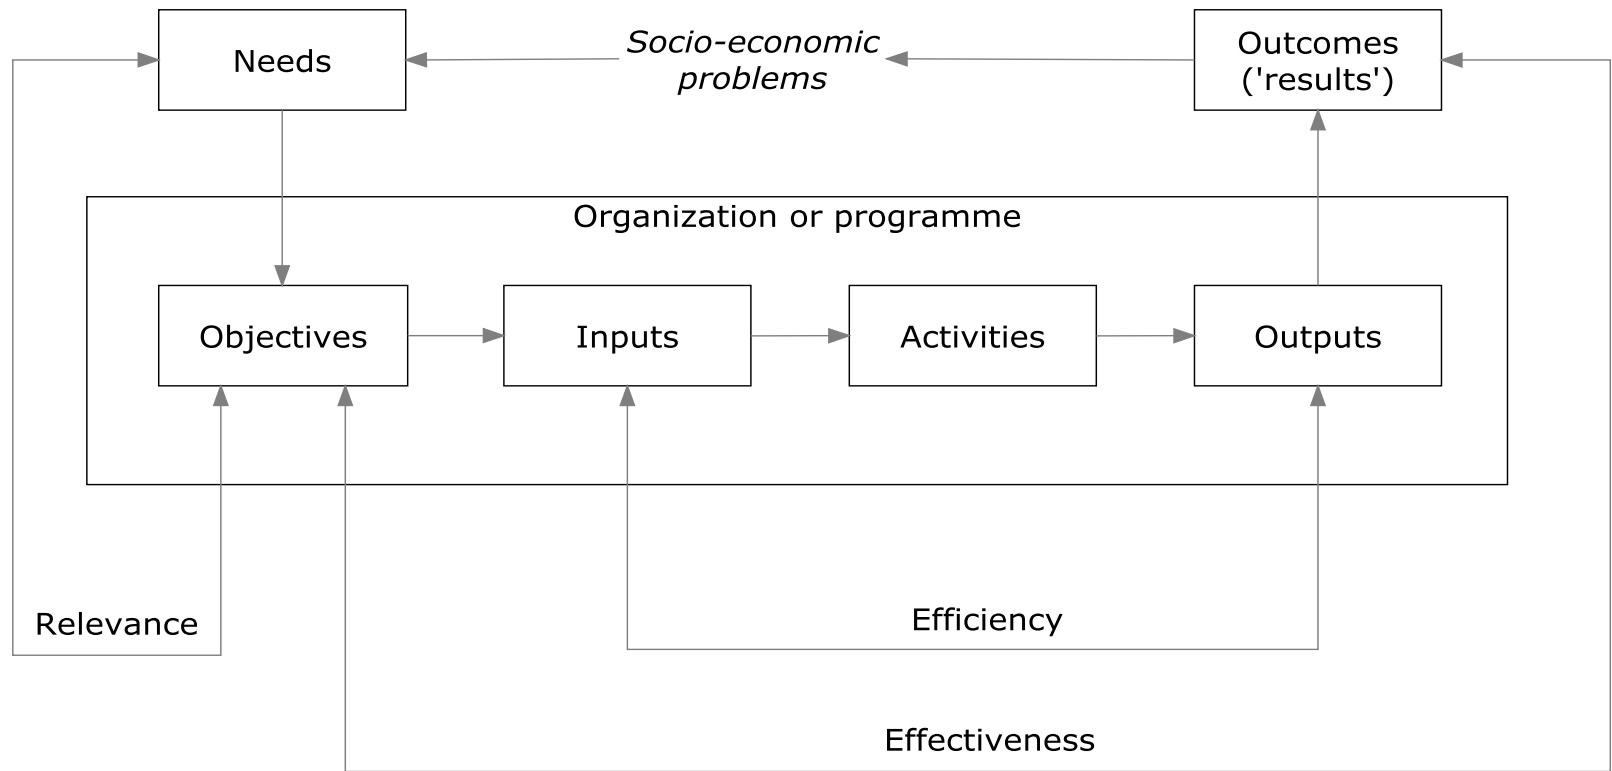 Needs
Socio-economic
problems
Outcomes
('results')
Organization or programme
Objectives
Inputs
Activities
Outputs
Relevance
Efficiency
Effectiveness